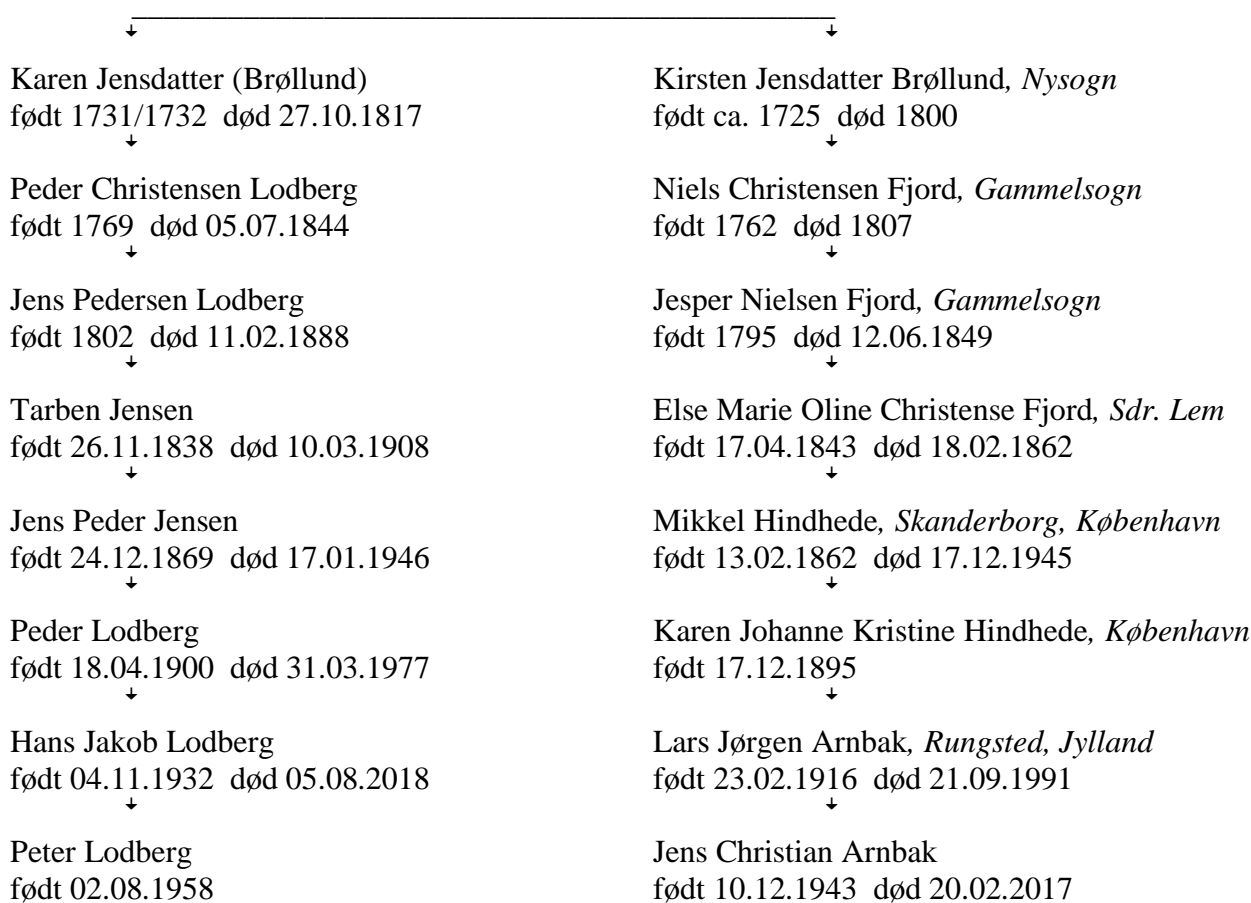 Karen Jensdatter (Brøllund)
født 1731/1732 død 27.10.1817
Peder Christensen Lodberg
født 1769 død 05.07.1844
Jens Pedersen Lodberg
født 1802 død 11.02.1888
Tarben Jensen
født 26.11.1838 død 10.03.1908
Jens Peder Jensen
født 24.12.1869 død 17.01.1946
Peder Lodberg
født 18.04.1900 død 31.03.1977
Hans Jakob Lodberg
født 04.11.1932 død 05.08.2018
Peter Lodberg
født 02.08.1958
Kirsten Jensdatter Brøllund, Nysogn
født ca. 1725 død 1800
Niels Christensen Fjord, Gammelsogn
født 1762 død 1807
Jesper Nielsen Fjord, Gammelsogn
født 1795 død 12.06.1849
Else Marie Oline Christense Fjord, Sdr. Lem
født 17.04.1843 død 18.02.1862
Mikkel Hindhede, Skanderborg, København
født 13.02.1862 død 17.12.1945
Karen Johanne Kristine Hindhede, København
født 17.12.1895
Lars Jørgen Arnbak, Rungsted, Jylland
født 23.02.1916 død 21.09.1991
Jens Christian Arnbak
født 10.12.1943 død 20.02.2017